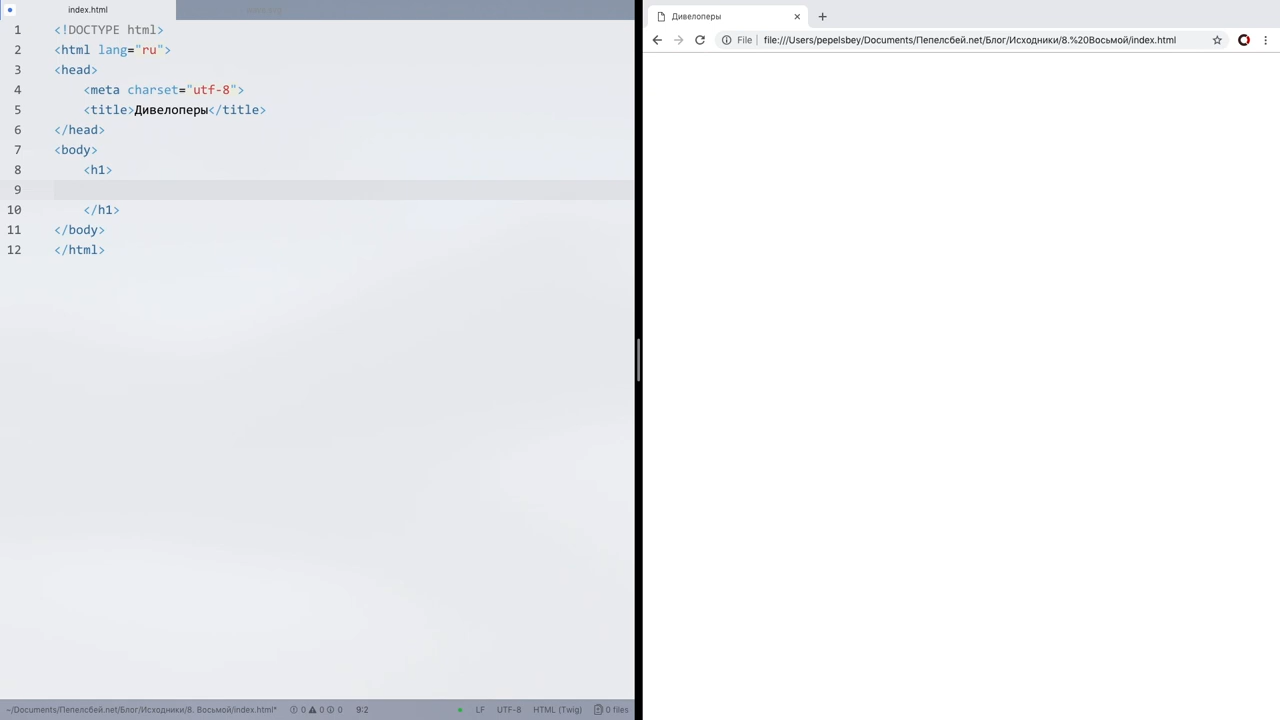 index.html
1 <!DOCTYPE html>
2 <html lang="ru">
3 <head>
4 <meta charset="utf-8">
5 <title>Дивелоперы</title>
6 </head>
7 <body>
8 <h1>
9
10 </h1>
11 </body>
12 </html>
~/Documents/Пепелсбей.net/Блог/Исходники/8. Восьмой/index.html* 0 0 0 9:2 LF UTF-8 HTML (Twig) 0 files
Дивелоперы
File file:///Users/pepelsbey/Documents/Пепелсбей.net/Блог/Исходники/8.%20Восьмой/index.html